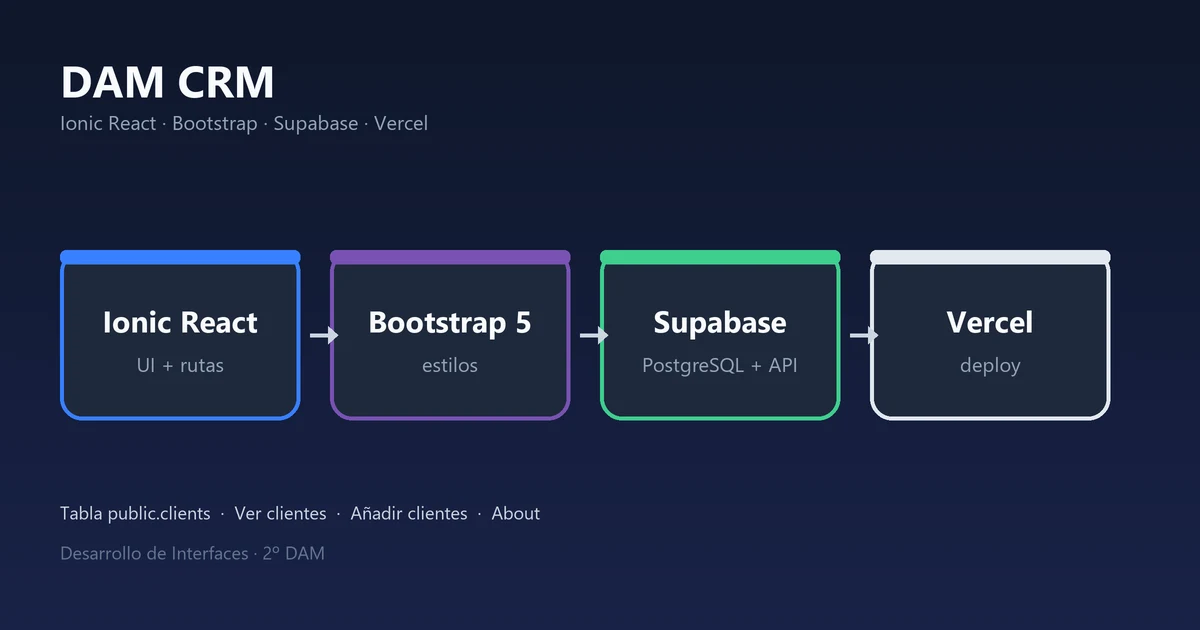 DAM CRM
Ionic React · Bootstrap · Supabase · Vercel
Ionic React
UI + rutas
Bootstrap 5
estilos
Supabase
PostgreSQL + API
Vercel
deploy
Tabla public.clients · Ver clientes · Añadir clientes · About
Desarrollo de Interfaces · 2º DAM